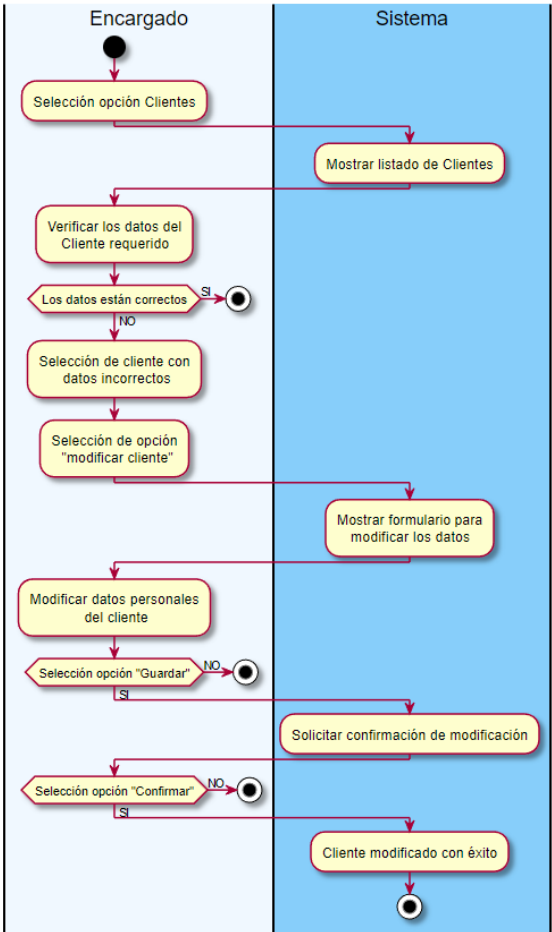 Encargado
Sistema
Selección opción Clientes
Mostrar listado de Clientes
Verificar los datos del
Cliente requerido
Los datos están correctos
SI
NO
Selección de cliente con
datos incorrectos
Selección de opción
"modificar cliente"
Mostrar formulario para
modificar los datos
Modificar datos personales
del cliente
Selección opción "Guardar"
NO
SI
Solicitar confirmación de modificación
Selección opción "Confirmar"
NO
SI
Cliente modificado con éxito